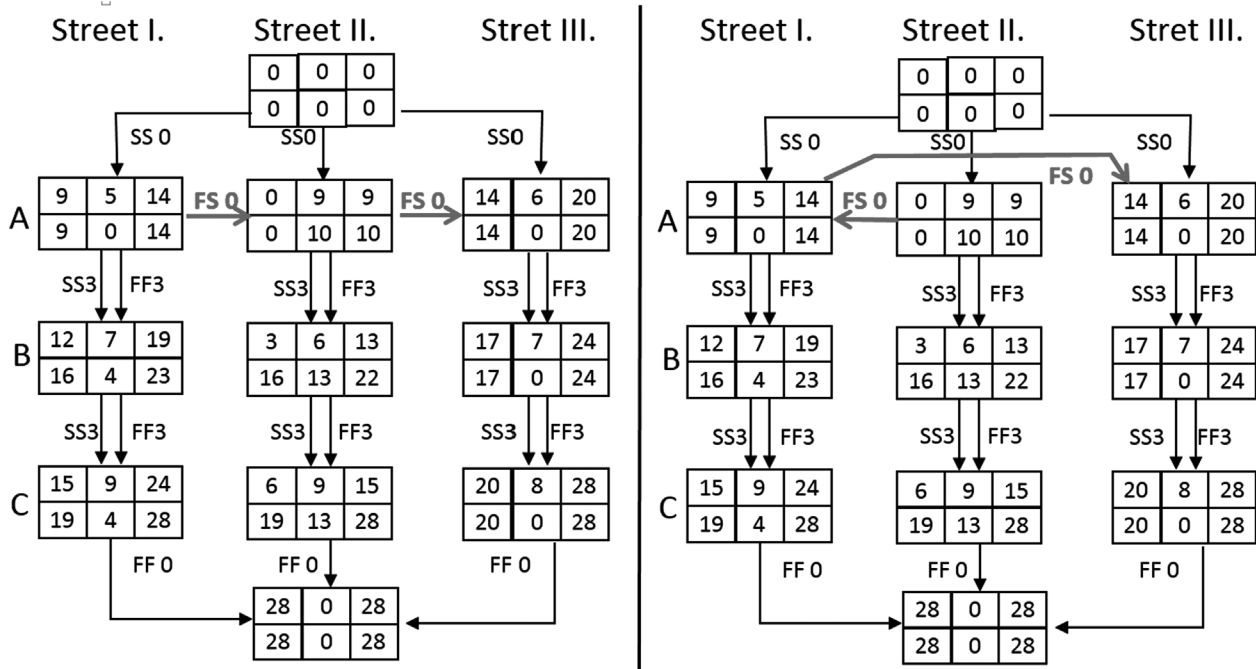 Street I. Street II. Stret III. Street I. Street II. Stret III.
0 0 0 0 0 0
0 0 0 0 0 0
SS 0 SS0 SS0 SS 0 SS0 SS0
9 5 14 FS 0 0 9 9 FS 0 14 6 20 9 5 14 FS 0 0 9 9 FS 0 14 6 20
A 9 0 14 0 10 10 14 0 20 A 9 0 14 0 10 10 14 0 20
SS3 FF3 SS3 FF3 SS3 FF3 SS3 FF3 SS3 FF3 SS3 FF3
12 7 19 3 6 13 17 7 24 12 7 19 3 6 13 17 7 24
B 16 4 23 16 13 22 17 0 24 B 16 4 23 16 13 22 17 0 24
SS3 FF3 SS3 FF3 SS3 FF3 SS3 FF3 SS3 FF3 SS3 FF3
15 9 24 6 9 15 20 8 28 15 9 24 6 9 15 20 8 28
C 19 4 28 19 13 28 20 0 28 C 19 4 28 19 13 28 20 0 28
FF 0 FF 0 FF 0 FF 0 FF 0 FF 0
28 0 28 28 0 28
28 0 28 28 0 28